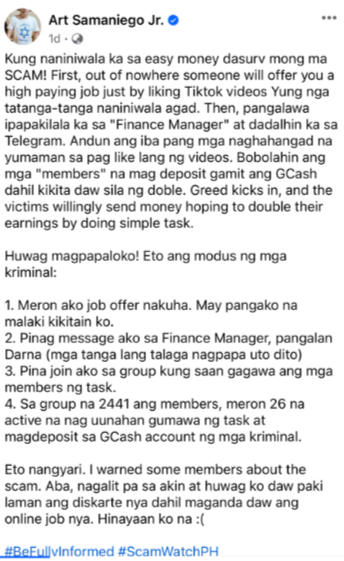 Art Samaniego Jr.
1d ·
Kung naniniwala ka sa easy money dasurv mong ma
SCAM! First, out of nowhere someone will offer you a
high paying job just by liking Tiktok videos Yung nga
tatanga-tanga naniniwala agad. Then, pangalawa
ipapakilala ka sa "Finance Manager" at dadalhin ka sa
Telegram. Andun ang iba pang mga naghahangad na
yumaman sa pag like lang ng videos. Bobolahin ang
mga "members" na mag deposit gamit ang GCash
dahil kikita daw sila ng doble. Greed kicks in, and the
victims willingly send money hoping to double their
earnings by doing simple task.
Huwag magpapaloko! Eto ang modus ng mga
kriminal:
1. Meron ako job offer nakuha. May pangako na
malaki kikitain ko.
2. Pinag message ako sa Finance Manager, pangalan
Darna (mga tanga lang talaga nagpapa uto dito)
3. Pina join ako sa group kung saan gagawa ang mga
members ng task.
4. Sa group na 2441 ang members, meron 26 na
active na nag uunahan gumawa ng task at
magdeposit sa GCash account ng mga kriminal.
Eto nangyari. I warned some members about the
scam. Aba, nagalit pa sa akin at huwag ko daw paki
laman ang diskarte nya dahil maganda daw ang
online job nya. Hinayaan ko na :(
#BeFullyInformed #ScamWatchPH